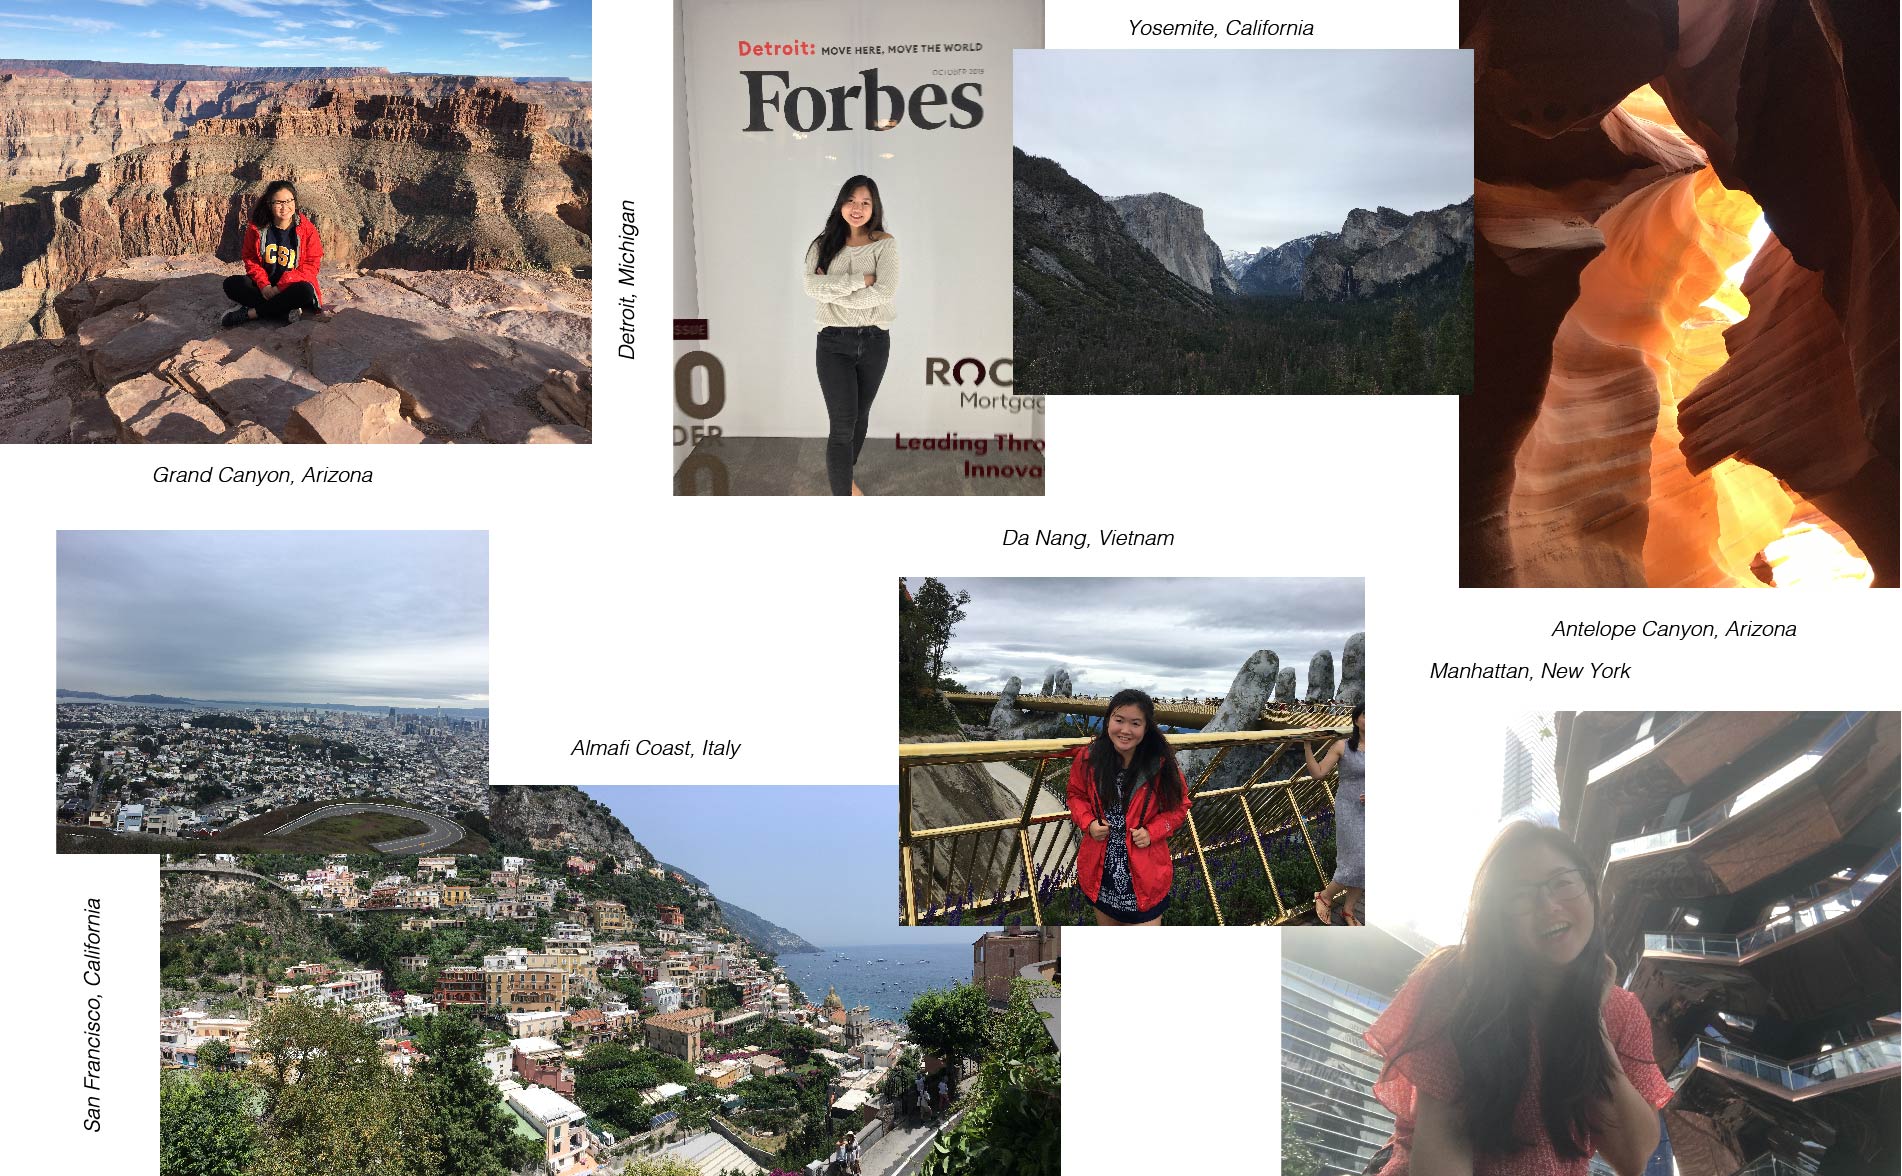 Yosemite, California
Detroit: MOVE HERE, MOVE THE WORLD
OCTOBER 2019
Forbes
CSI
Detroit, Michigan
ISSUE
ROC
Mortgag
DER
Leading Thro
Innova
Grand Canyon, Arizona
Da Nang, Vietnam
Antelope Canyon, Arizona
Manhattan, New York
Almafi Coast, Italy
San Francisco, California